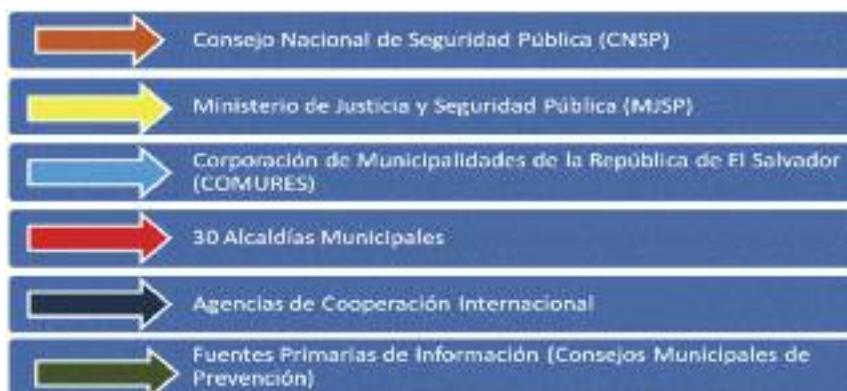 Consejo Nacional de Seguridad Pública (CNSP)
Ministerio de Justicia y Seguridad Pública (MJSP)
Corporación de Municipalidades de la República de El Salvador
(COMURES)
30 Alcaldías Municipales
Agencias de Cooperación Internacional
Fuentes Primarias de Información (Consejos Municipales de
Prevención)